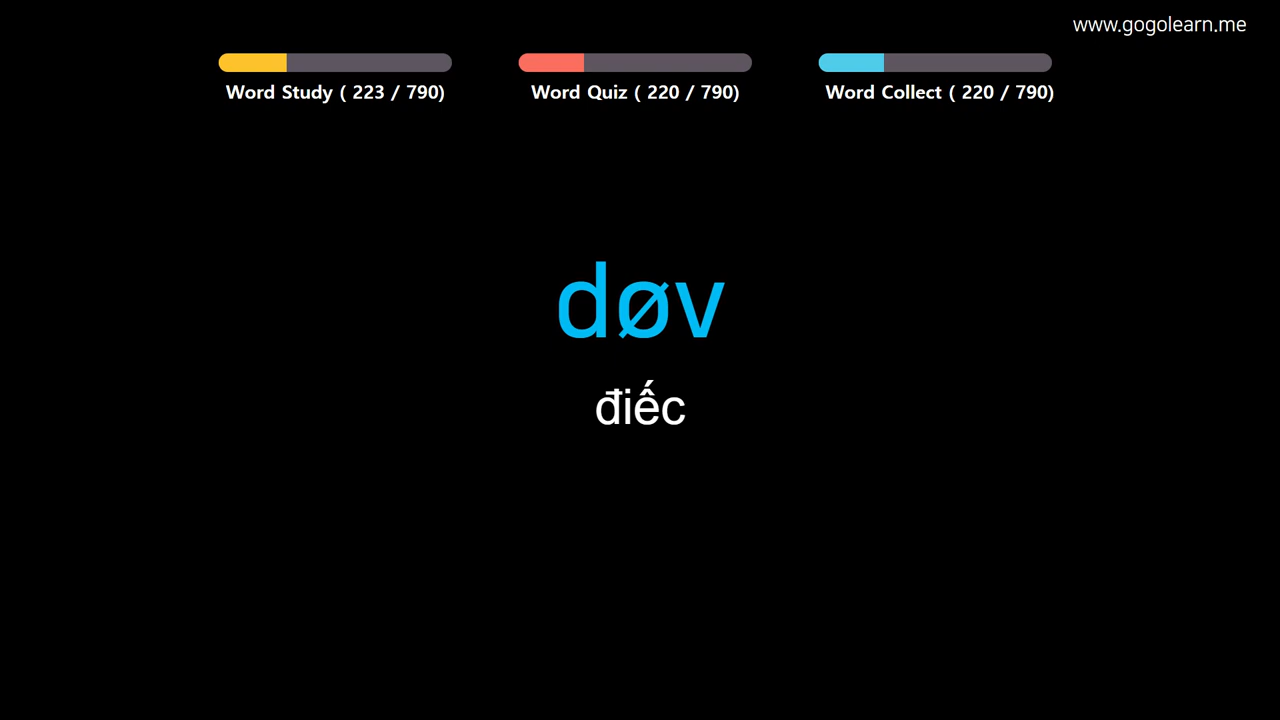 www.gogolearn.me
Word Study ( 223 / 790)
Word Quiz ( 220 / 790)
Word Collect ( 220 / 790)
døv
điếc